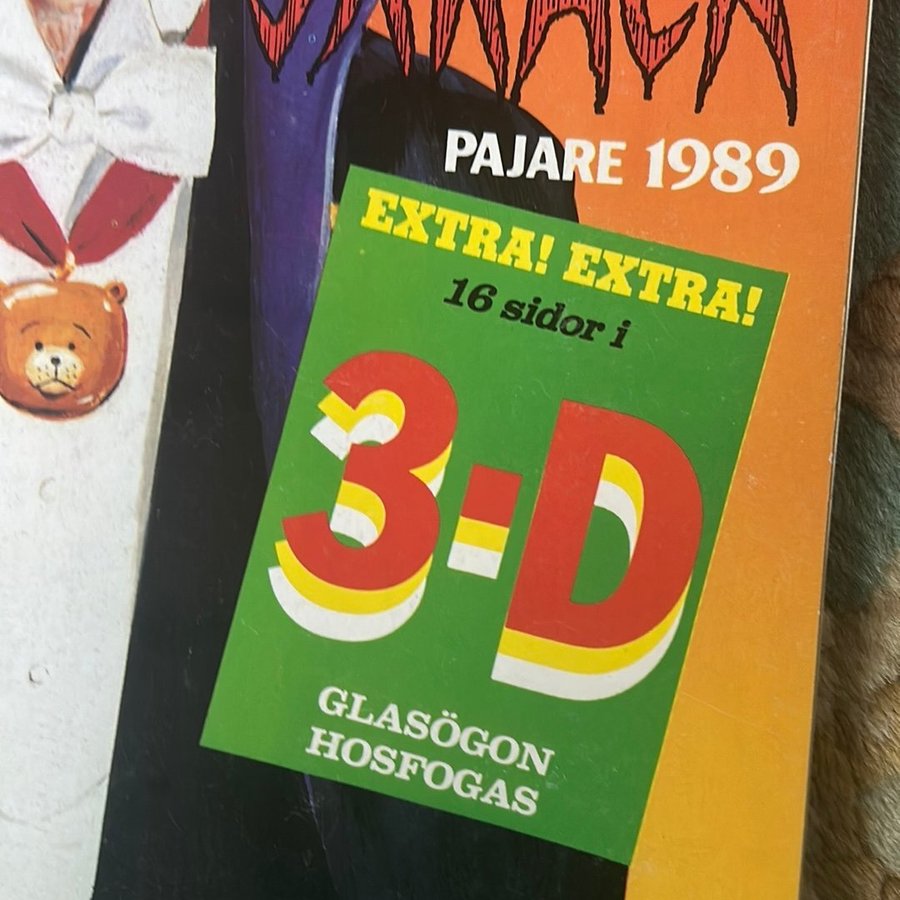 PAJARE 1989
EXTRA! EXTRA!
16 sidor i
3-D
GLASÖGON
HOSFOGAS